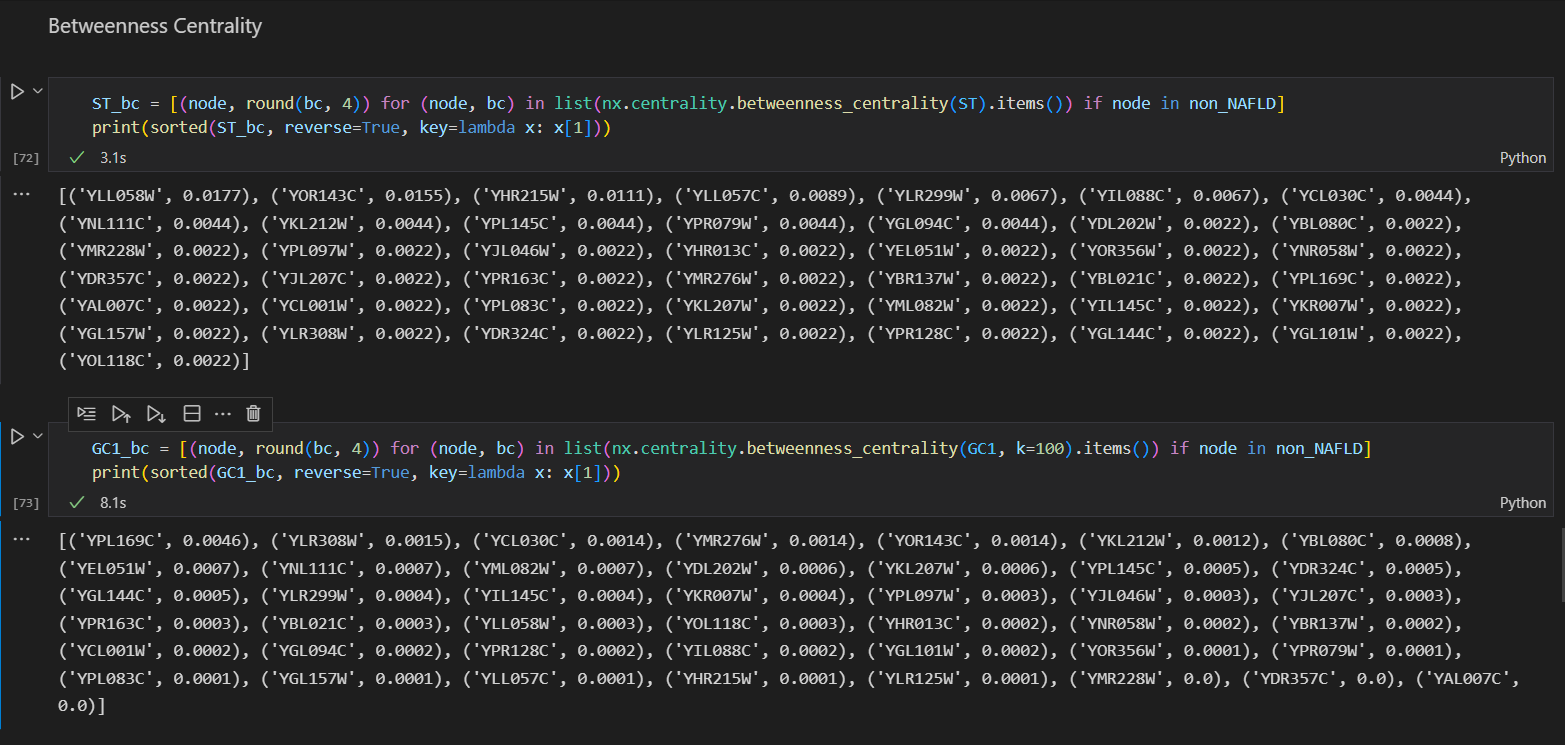 Betweenness Centrality
ST_bc = [(node, round(bc, 4)) for (node, bc) in list(nx.centrality.betweenness_centrality(ST).items()) if node in non_NAFLD]
print(sorted(ST_bc, reverse=True, key=lambda x: x[1]))
[72]
3.1s
Python
[('YLL058W', 0.0177), ('YOR143C', 0.0155), ('YHR215W', 0.0111), ('YLL057C', 0.0089), ('YLR299W', 0.0067), ('YIL088C', 0.0067), ('YCL030C', 0.0044),
('YNL111C', 0.0044), ('YKL212W', 0.0044), ('YPL145C', 0.0044), ('YPR079W', 0.0044), ('YGL094C', 0.0044), ('YDL202W', 0.0022), ('YBL080C', 0.0022),
('YMR228W', 0.0022), ('YPL097W', 0.0022), ('YJL046W', 0.0022), ('YHR013C', 0.0022), ('YEL051W', 0.0022), ('YOR356W', 0.0022), ('YNR058W', 0.0022),
('YDR357C', 0.0022), ('YJL207C', 0.0022), ('YPR163C', 0.0022), ('YMR276W', 0.0022), ('YBR137W', 0.0022), ('YBL021C', 0.0022), ('YPL169C', 0.0022),
('YAL007C', 0.0022), ('YCL001W', 0.0022), ('YPL083C', 0.0022), ('YKL207W', 0.0022), ('YML082W', 0.0022), ('YIL145C', 0.0022), ('YKR007W', 0.0022),
('YGL157W', 0.0022), ('YLR308W', 0.0022), ('YDR324C', 0.0022), ('YLR125W', 0.0022), ('YPR128C', 0.0022), ('YGL144C', 0.0022), ('YGL101W', 0.0022),
('YOL118C', 0.0022)]
GC1_bc = [(node, round(bc, 4)) for (node, bc) in list(nx.centrality.betweenness_centrality(GC1, k=100).items()) if node in non_NAFLD]
print(sorted(GC1_bc, reverse=True, key=lambda x: x[1]))
[73]
8.1s
Python
[('YPL169C', 0.0046), ('YLR308W', 0.0015), ('YCL030C', 0.0014), ('YMR276W', 0.0014), ('YOR143C', 0.0014), ('YKL212W', 0.0012), ('YBL080C', 0.0008),
('YEL051W', 0.0007), ('YNL111C', 0.0007), ('YML082W', 0.0007), ('YDL202W', 0.0006), ('YKL207W', 0.0006), ('YPL145C', 0.0005), ('YDR324C', 0.0005),
('YGL144C', 0.0005), ('YLR299W', 0.0004), ('YIL145C', 0.0004), ('YKR007W', 0.0004), ('YPL097W', 0.0003), ('YJL046W', 0.0003), ('YJL207C', 0.0003),
('YPR163C', 0.0003), ('YBL021C', 0.0003), ('YLL058W', 0.0003), ('YOL118C', 0.0003), ('YHR013C', 0.0002), ('YNR058W', 0.0002), ('YBR137W', 0.0002),
('YCL001W', 0.0002), ('YGL094C', 0.0002), ('YPR128C', 0.0002), ('YIL088C', 0.0002), ('YGL101W', 0.0002), ('YOR356W', 0.0001), ('YPR079W', 0.0001),
('YPL083C', 0.0001), ('YGL157W', 0.0001), ('YLL057C', 0.0001), ('YHR215W', 0.0001), ('YLR125W', 0.0001), ('YMR228W', 0.0), ('YDR357C', 0.0), ('YAL007C',
0.0)]